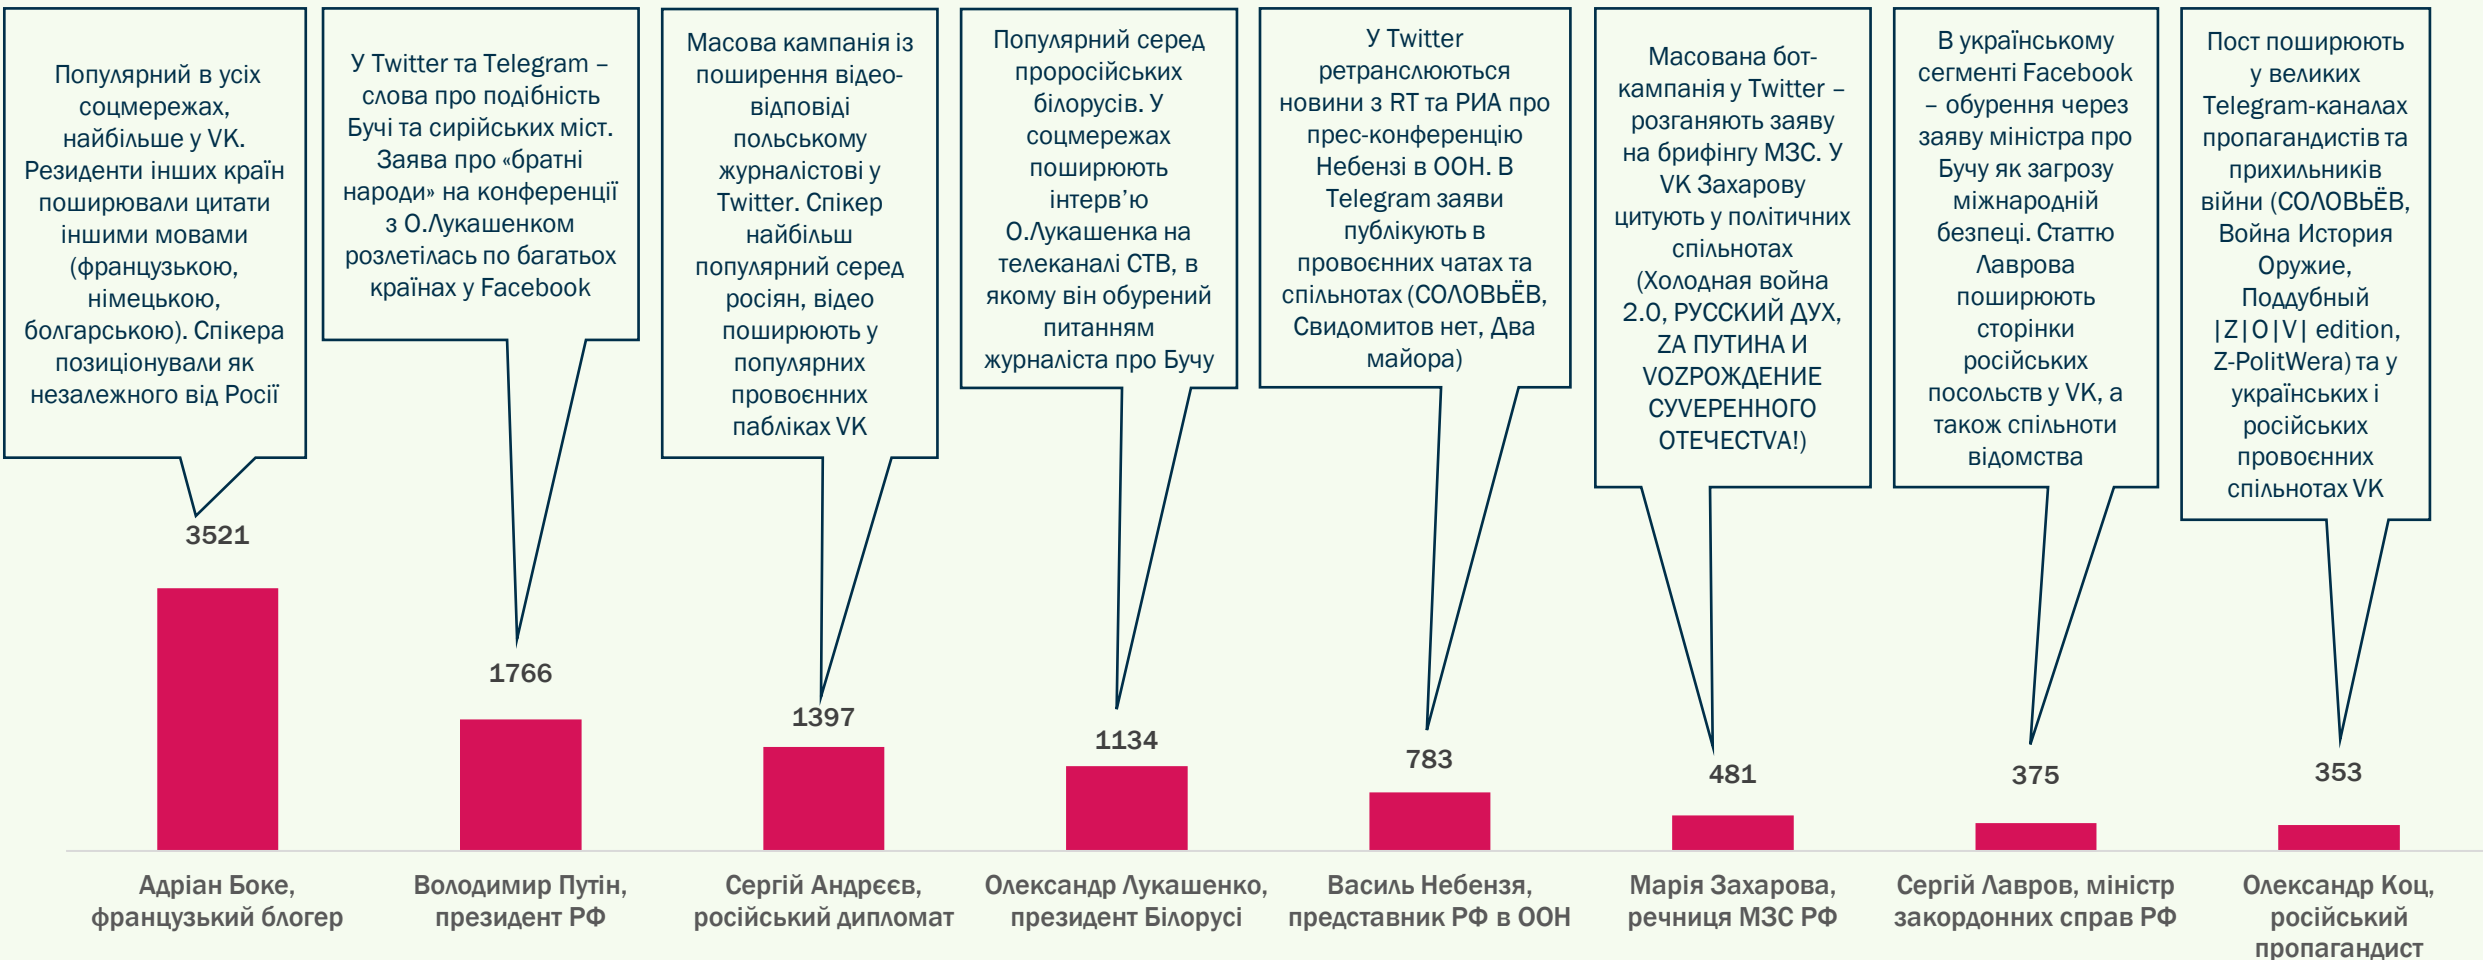 Популярний в усіх
соцмережах,
найбільше у VK.
Резиденти інших країн
поширювали цитати
іншими мовами
(французькою,
німецькою,
болгарською). Спікера
позиціонували як
незалежного від Росії
У Twitter та Telegram –
слова про подібність
Бучі та сирійських міст.
Заява про «братні
народи» на конференції
з О.Лукашенком
розлетілась по багатьох
країнах у Facebook
Масова кампанія із
поширення відео-
відповіді
польському
журналістові у
Twitter. Спікер
найбільш
популярний серед
росіян, відео
поширюють у
популярних
провоєнних
пабліках VK
Популярний серед
проросійських
білорусів. У
соцмережах
поширюють
інтерв’ю
О.Лукашенка на
телеканалі СТВ, в
якому він обурений
питанням
журналіста про Бучу
У Twitter
ретранслюються
новини з RT та РИА про
прес-конференцію
Небензі в ООН. В
Telegram заяви
публікують в
провоєнних чатах та
спільнотах (СОЛОВЬЁВ,
Свидомитов нет, Два
майора)
Масована бот-
кампанія у Twitter –
розганяють заяву
на брифінгу МЗС. У
VK Захарову
цитують у політичних
спільнотах
(Холодная война
2.0, РУССКИЙ ДУХ,
ZА ПУТИНА И
VОZРОЖДЕНИЕ
СУVЕРЕННОГО
ОТЕЧЕСТVА!)
В українському
сегменті Facebook
– обурення через
заяву міністра про
Бучу як загрозу
міжнародній
безпеці. Статтю
Лаврова
поширюють
сторінки
російських
посольств у VK, а
також спільноти
відомства
Пост поширюють
у великих
Telegram-каналах
пропагандистів та
прихильників
війни (СОЛОВЬЁВ,
Война История
Оружие,
Поддубный
|Z|O|V| edition,
Z-PolitWera) та у
українських і
російських
провоєнних
спільнотах VK
3521
1766
1397
1134
783
481
375
353
Адріан Боке,
французький блогер
Володимир Путін,
президент РФ
Сергій Андрєєв,
російський дипломат
Олександр Лукашенко,
президент Білорусі
Василь Небензя,
представник РФ в ООН
Марія Захарова,
речниця МЗС РФ
Сергій Лавров, міністр
закордонних справ РФ
Олександр Коц,
російський
пропагандист